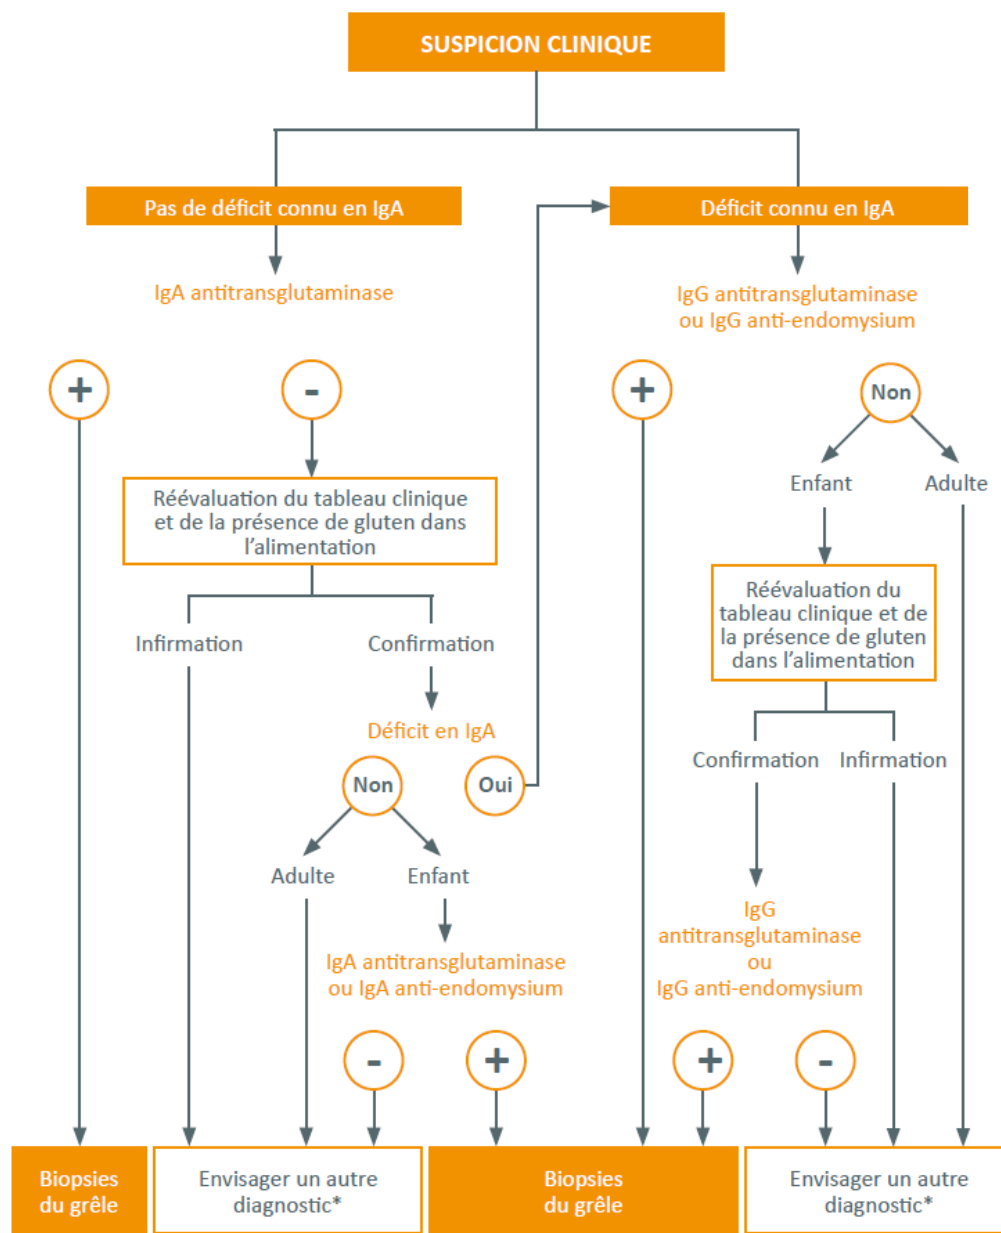 SUSPICION CLINIQUE
Pas de déficit connu en IgA
Déficit connu en IgA
IgA antitransglutaminase
IgG antitransglutaminase
ou IgG anti-endomysium
+
-
+
Non
Enfant
Adulte
Réévaluation du tableau clinique
et de la présence de gluten dans
l'alimentation
Réévaluation du
tableau clinique et de
la présence de gluten
dans l'alimentation
Infirmation
Confirmation
Déficit en IgA
Non
Oui
Confirmation
Infirmation
Adulte
Enfant
IgA antitransglutaminase
ou IgA anti-endomysium
IgG
antitransglutaminase
ou
IgG anti-endomysium
-
+
+
-
Biopsies
du grêle
Envisager un autre
diagnostic*
Biopsies
du grêle
Envisager un autre
diagnostic*